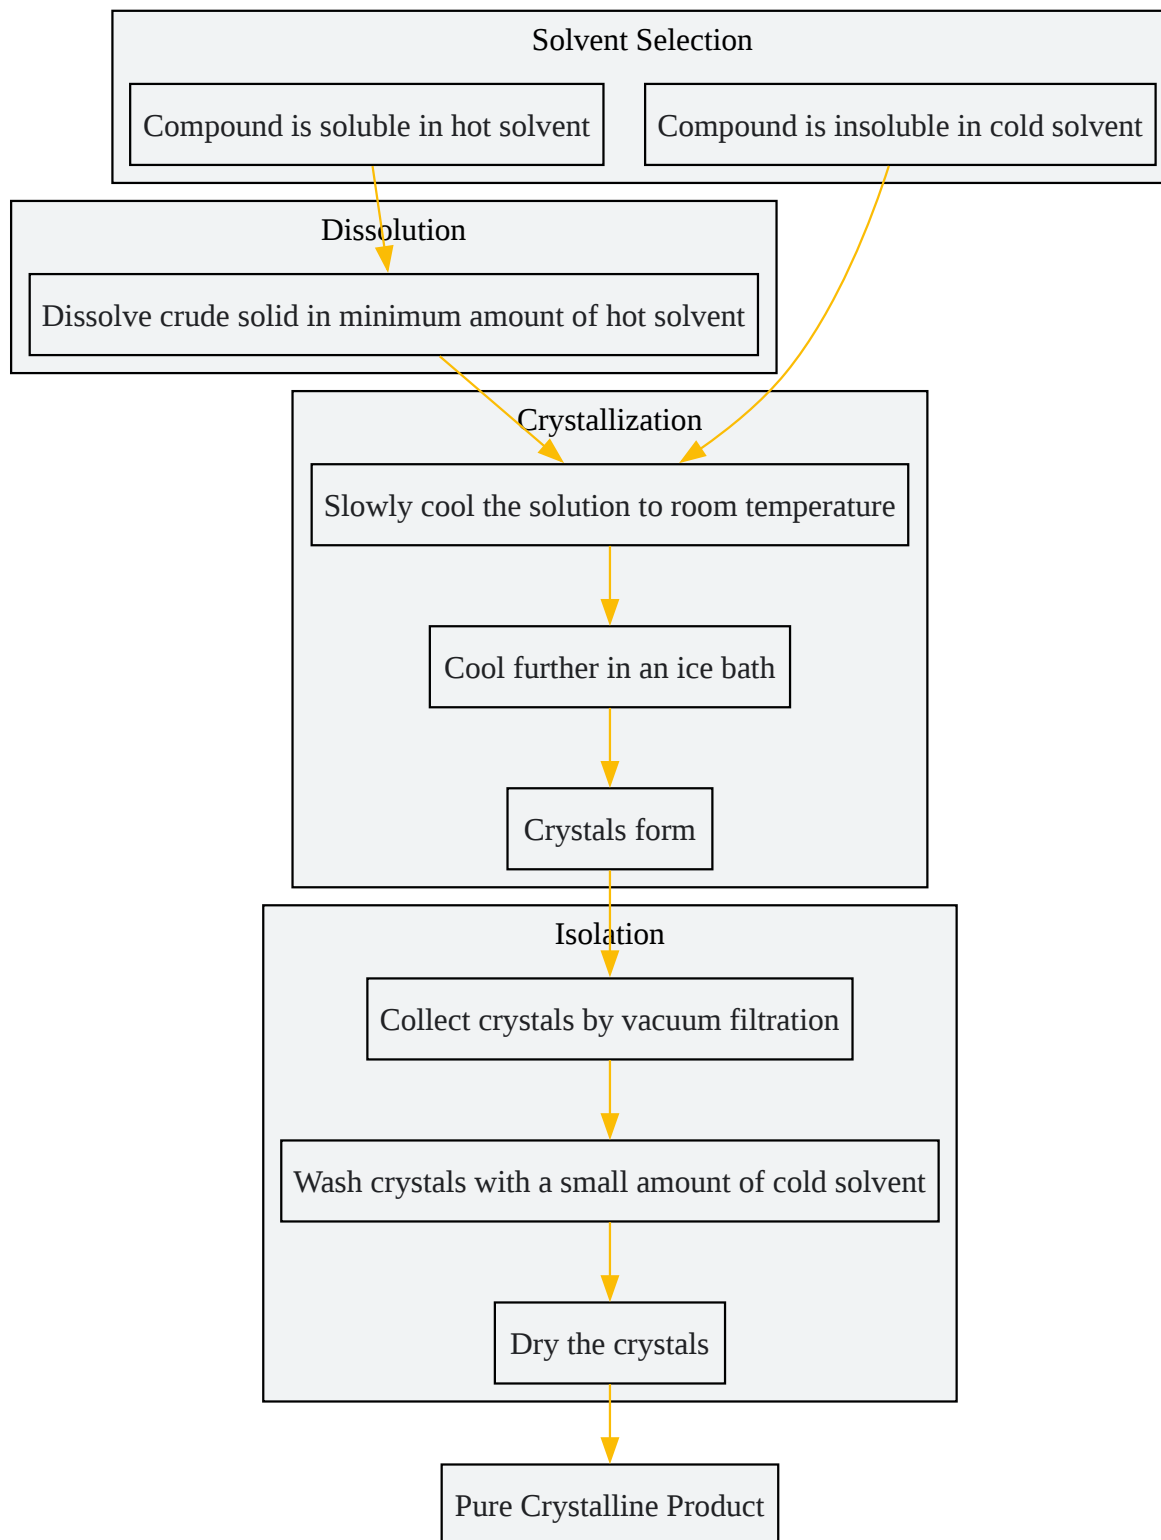 Solvent Selection
Compound is soluble in hot solvent
Compound is insoluble in cold solvent
Dissolution
Dissolve crude solid in minimum amount of hot solvent
Crystallization
Slowly cool the solution to room temperature
Cool further in an ice bath
Crystals form
Isolation
Collect crystals by vacuum filtration
Wash crystals with a small amount of cold solvent
Dry the crystals
Pure Crystalline Product